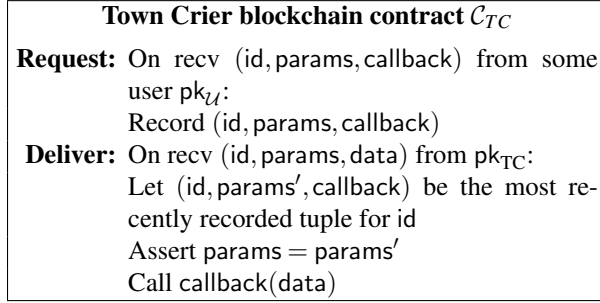 Town Crier blockchain contract 𝒞_TC
Request: On recv (id, params, callback) from some
user pk_𝒰:
Record (id, params, callback)
Deliver: On recv (id, params, data) from pk_TC:
Let (id, params′, callback) be the most re-
cently recorded tuple for id
Assert params = params′
Call callback(data)